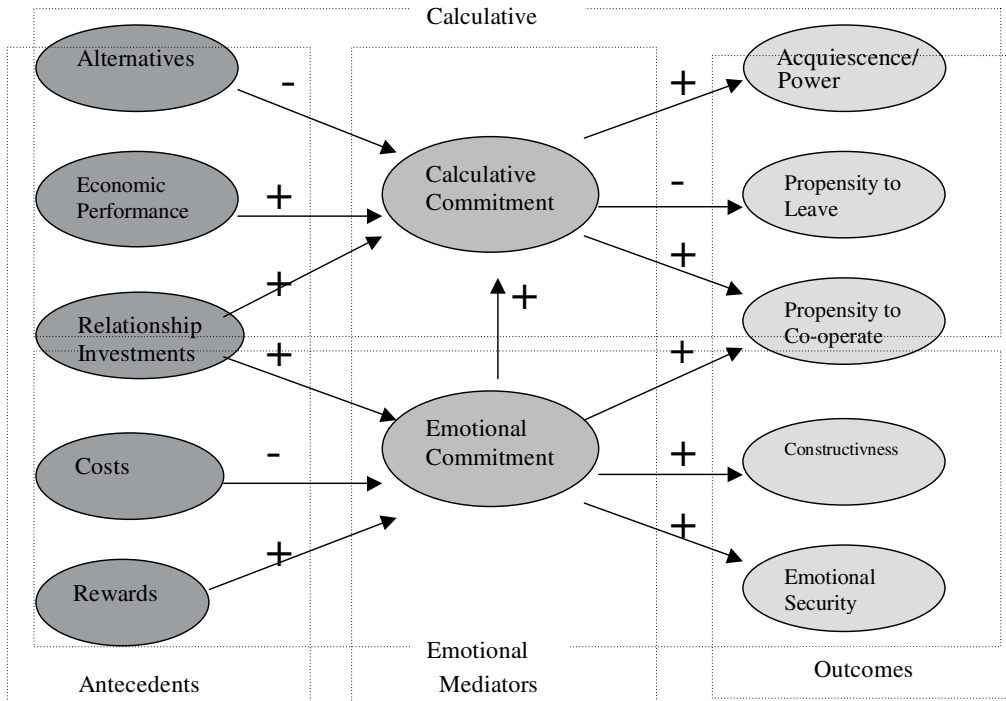 Calculative
Alternatives
-
+
Acquiescence/
Power
Economic
Performance
+
Calculative
Commitment
-
Propensity to
Leave
+
+
Relationship
Investments
+
+
Propensity to
Co-operate
+
+
Emotional
Commitment
Costs
-
+
Constructivness
Rewards
+
+
Emotional
Security
Emotional
Antecedents
Mediators
Outcomes